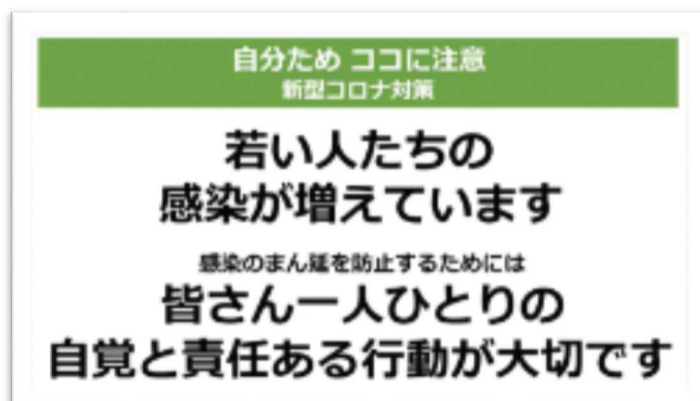 自分ため ココに注意
新型コロナ対策
若い人たちの
感染が増えています
感染のまん延を防止するためには
皆さん一人ひとりの
自覚と責任ある行動が大切です